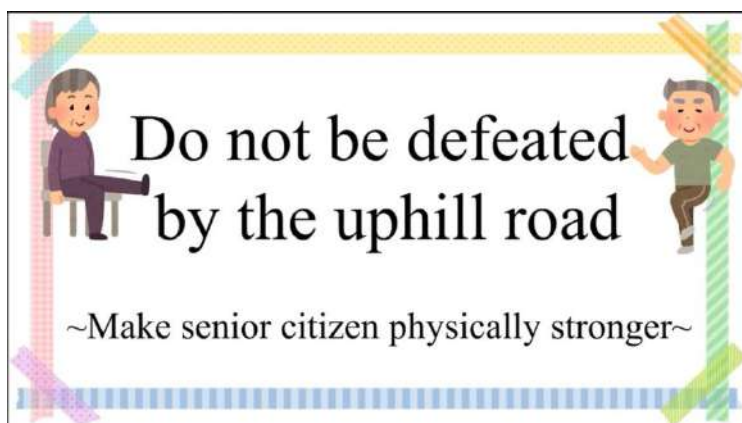 Do not be defeated
by the uphill road
~Make senior citizen physically stronger~